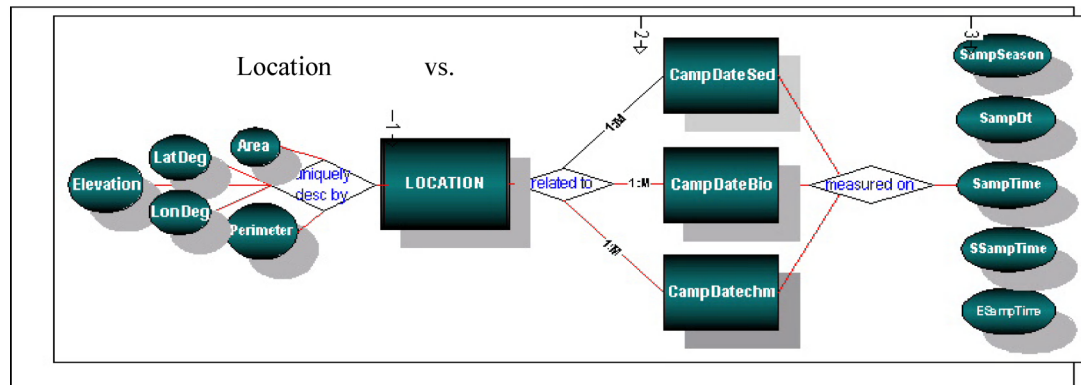 Location vs.
-1-
-2-
-3-
Elevation
LatDeg
LonDeg
Area
Perimeter
uniquely
desc by
LOCATION
related to
1:M
1:M
1:M
CampDateSed
CampDateBio
CampDatechm
measured on
SampSeason
SampDt
SampTime
SSampTime
ESampTime